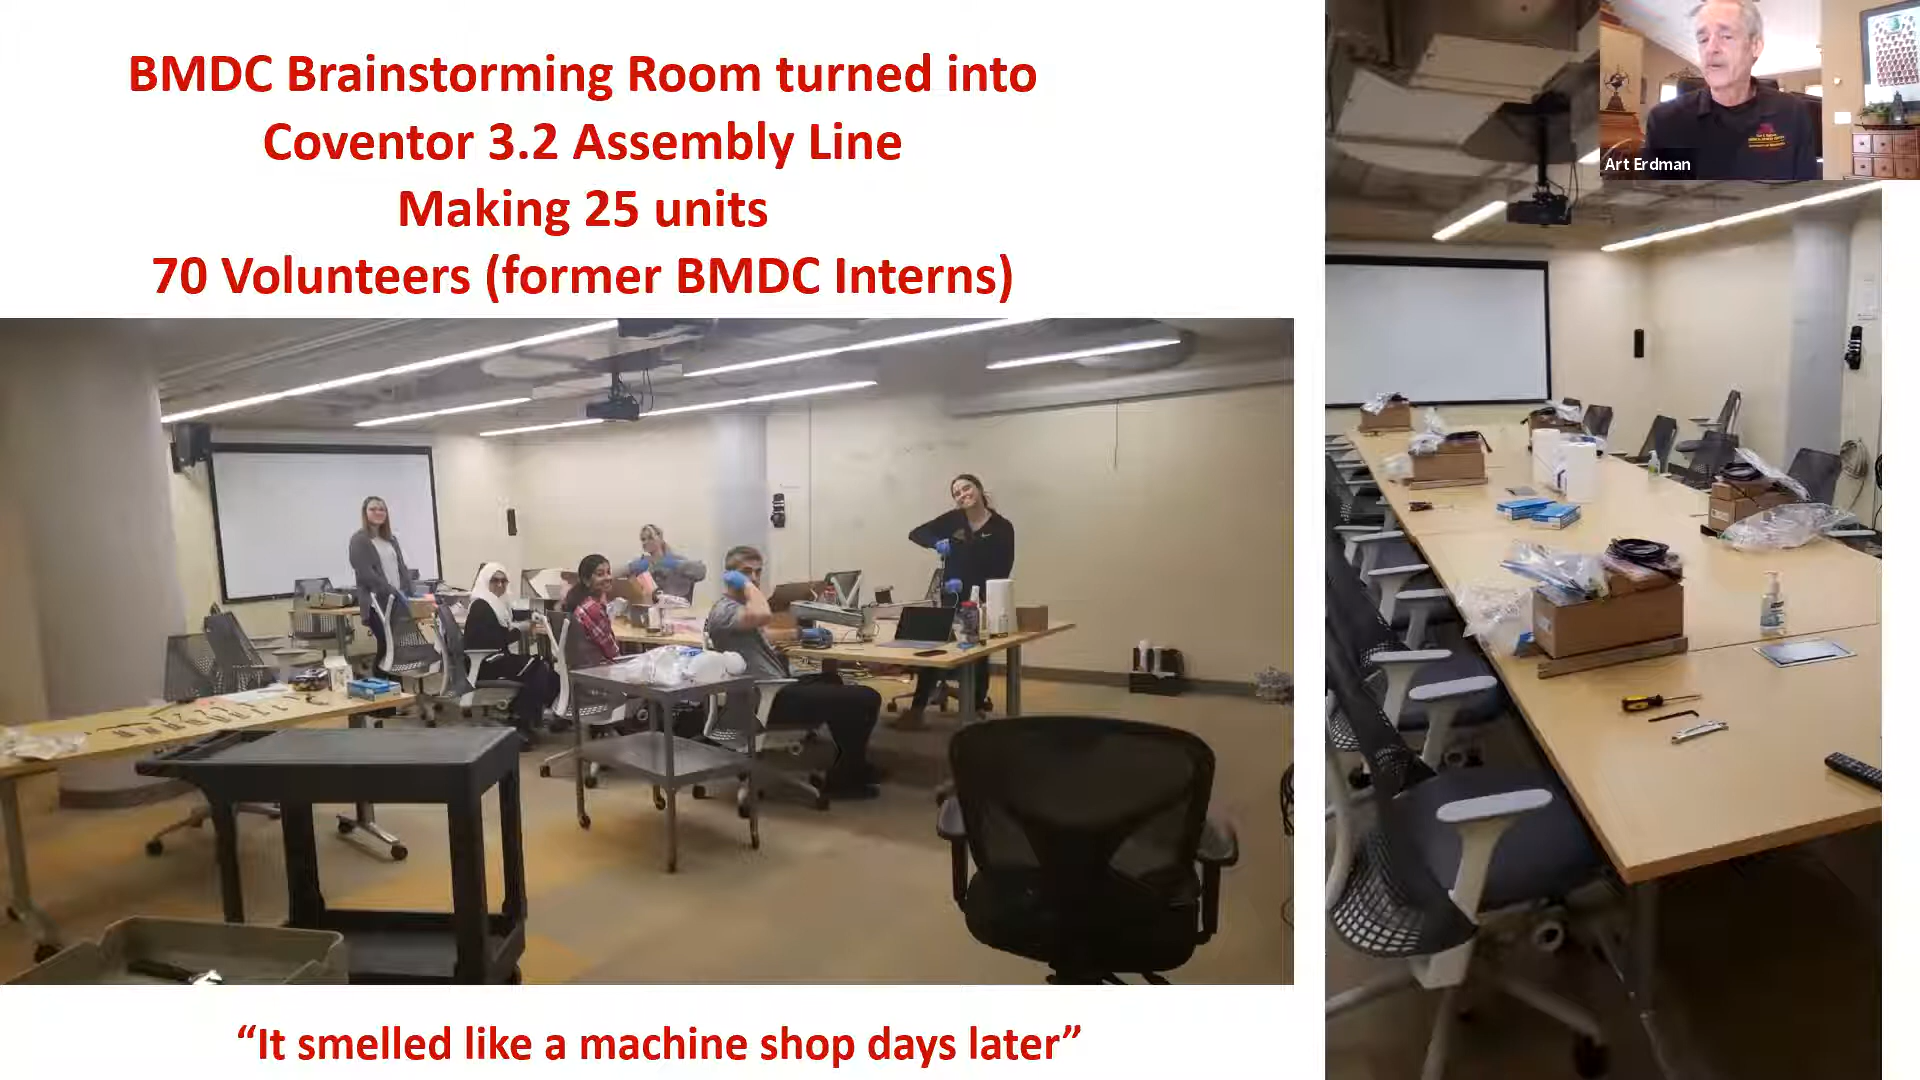 BMDC Brainstorming Room turned into
Coventor 3.2 Assembly Line
Making 25 units
70 Volunteers (former BMDC Interns)
Art Erdman
“It smelled like a machine shop days later”